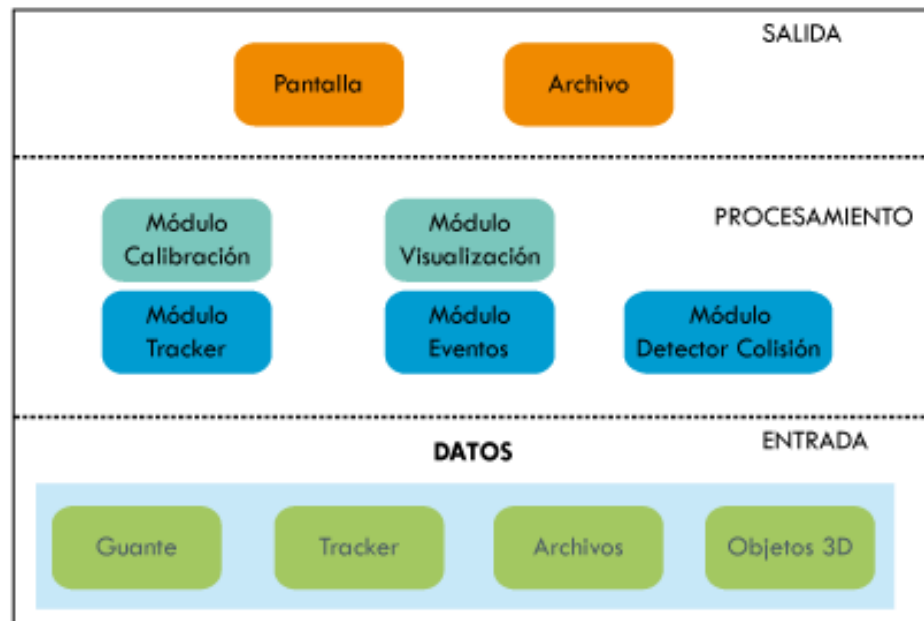 SALIDA
Pantalla
Archivo
PROCESAMIENTO
Módulo
Calibración
Módulo
Visualización
Módulo
Tracker
Módulo
Eventos
Módulo
Detector Colisión
ENTRADA
DATOS
Guante
Tracker
Archivos
Objetos 3D